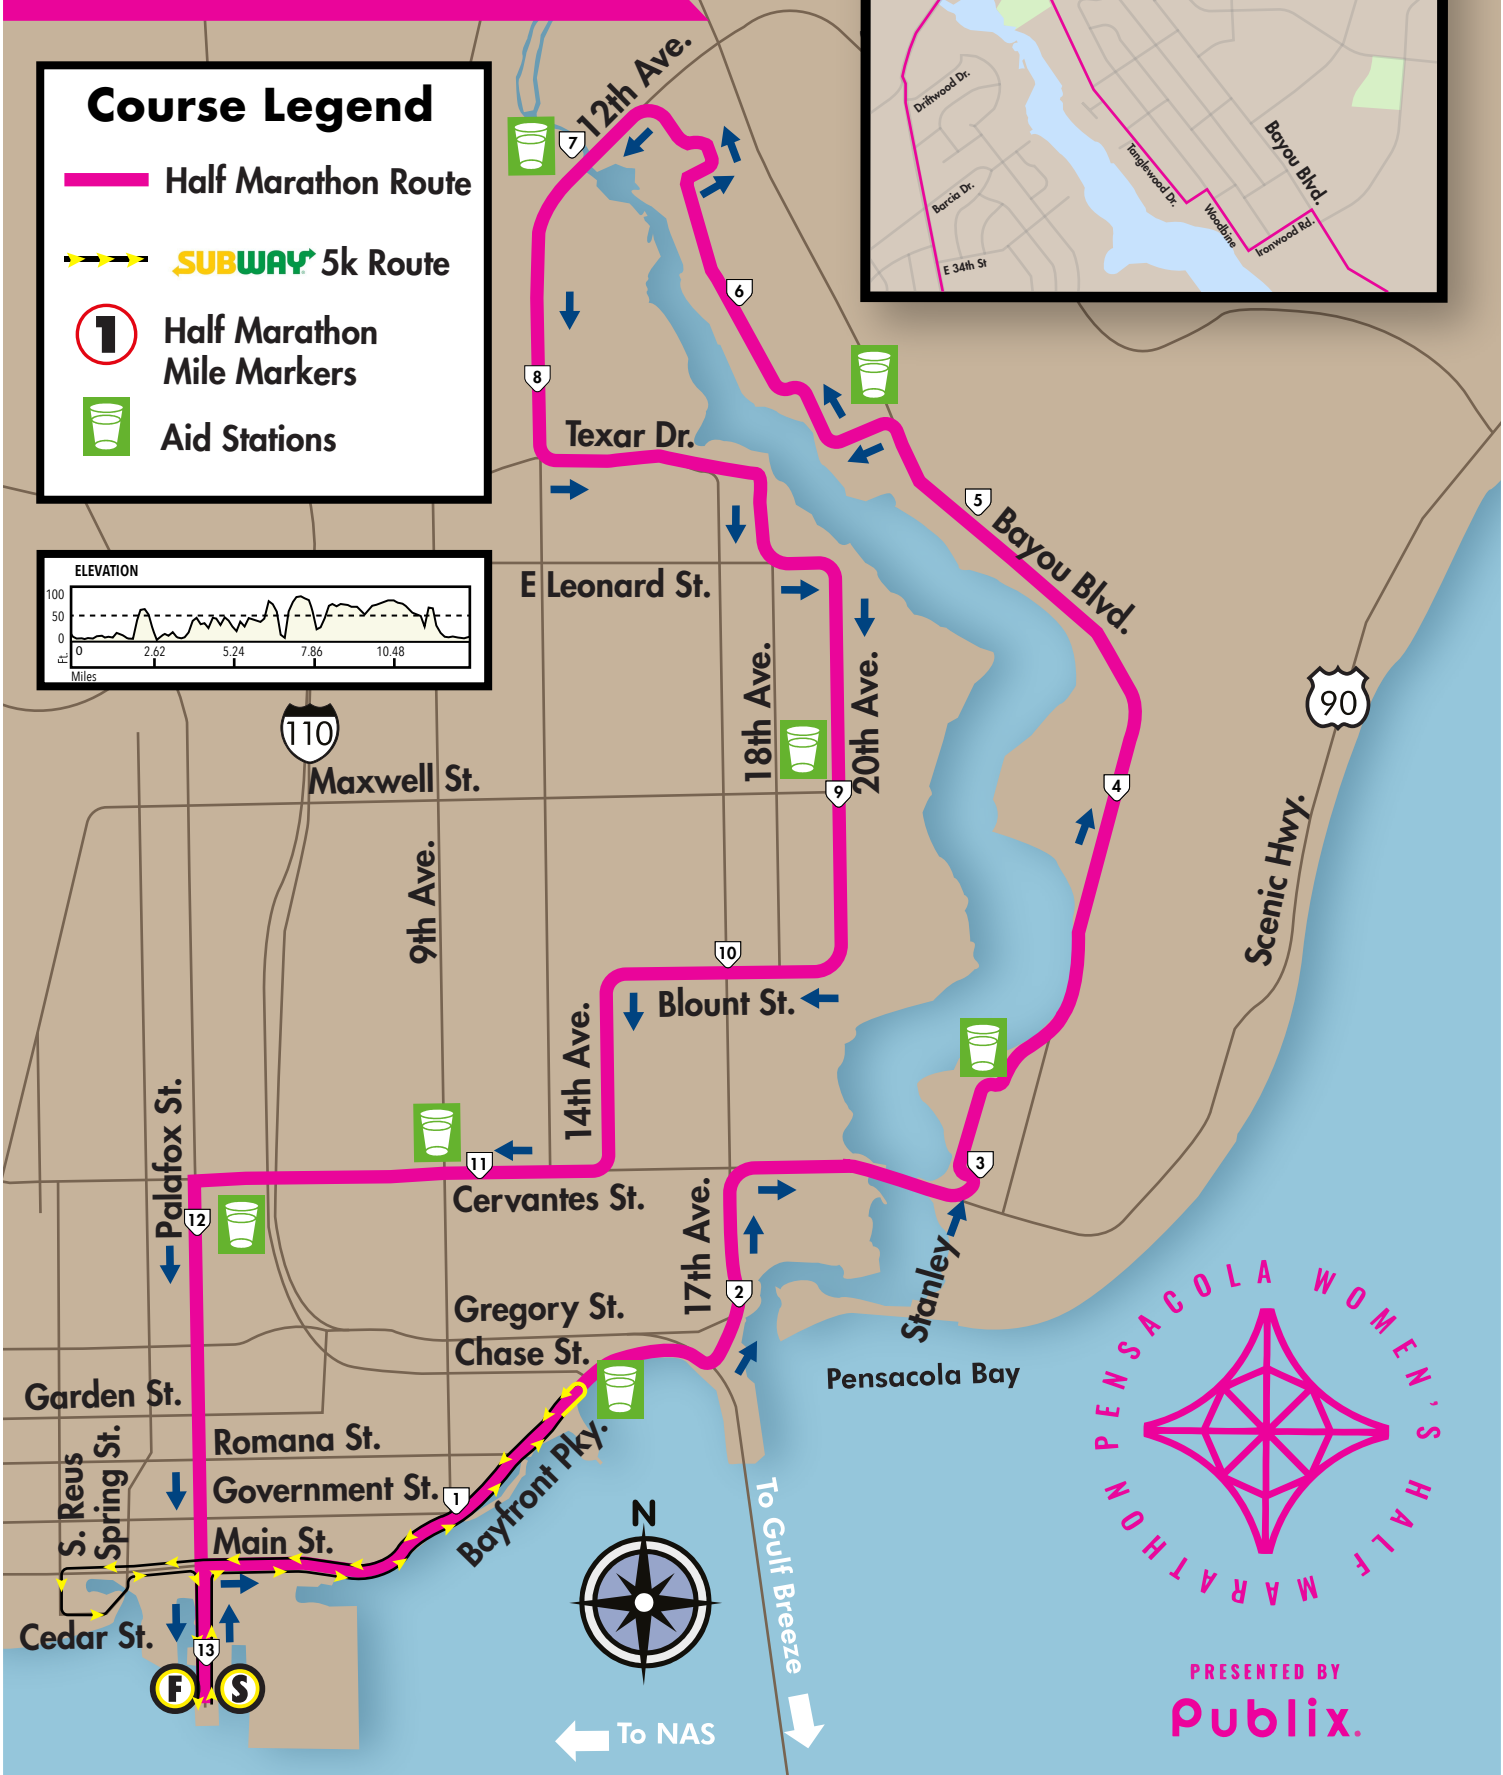 Course Legend
Half Marathon Route
SUBWAY 5k Route
1
Half Marathon
Mile Markers
Aid Stations
ELEVATION
100
50
0
Ft.
0
2.62
5.24
7.86
10.48
Miles
Driftwood Dr.
Barcia Dr.
E 34th St
Tanglewood Dr.
Woodbine
Ironwood Rd.
Bayou Blvd.
12th Ave.
7
6
8
Texar Dr.
5
Bayou Blvd.
E Leonard St.
18th Ave.
20th Ave.
90
110
Maxwell St.
9
4
9th Ave.
Scenic Hwy.
10
Blount St.
14th Ave.
Palafox St.
11
3
Cervantes St.
12
17th Ave.
Stanley
2
Gregory St.
Chase St.
Pensacola Bay
Garden St.
Romana St.
S. Reus
Spring St.
Government St.
1
Bayfront Pky.
Main St.
Cedar St.
13
F
S
N
To Gulf Breeze
To NAS
PENSACOLA WOMEN'S HALF MARATHON
PRESENTED BY
Publix.